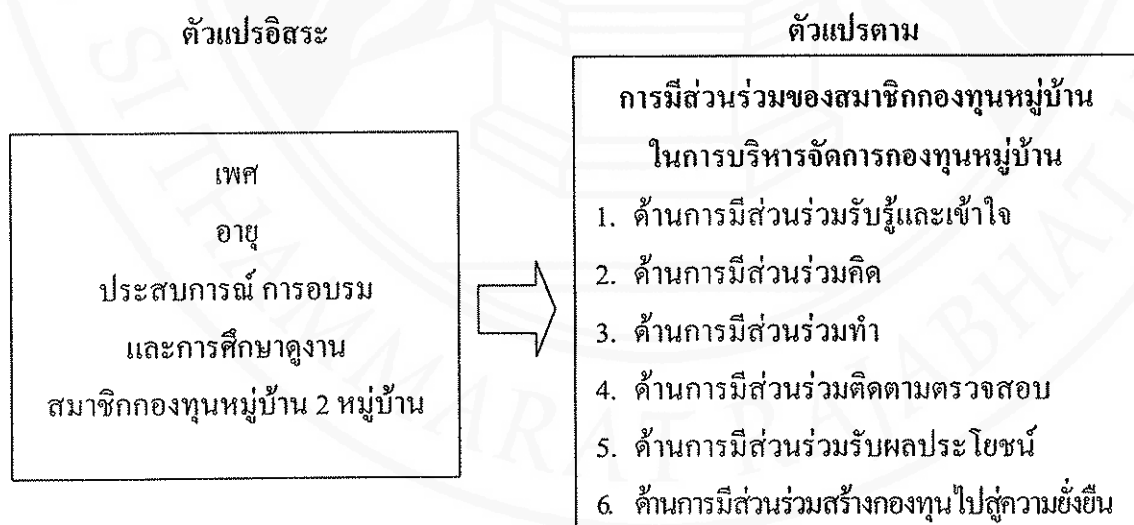 ตัวแปรอิสระ
เพศ
อายุ
ประสบการณ์ การอบรม
และการศึกษาดูงาน
สมาชิกกองทุนหมู่บ้าน 2 หมู่บ้าน
ตัวแปรตาม
การมีส่วนร่วมของสมาชิกกองทุนหมู่บ้าน
ในการบริหารจัดการกองทุนหมู่บ้าน
1. ด้านการมีส่วนร่วมรับรู้และเข้าใจ
2. ด้านการมีส่วนร่วมคิด
3. ด้านการมีส่วนร่วมทำ
4. ด้านการมีส่วนร่วมติดตามตรวจสอบ
5. ด้านการมีส่วนร่วมรับผลประโยชน์
6. ด้านการมีส่วนร่วมสร้างกองทุนไปสู่ความยั่งยืน